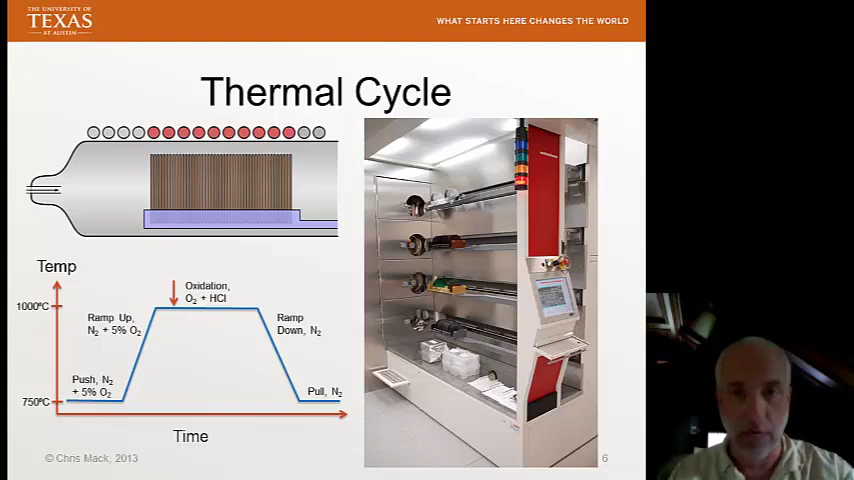 THE UNIVERSITY OF
TEXAS
AT AUSTIN
WHAT STARTS HERE CHANGES THE WORLD
Thermal Cycle
Temp
1000ºC
750ºC
Oxidation,
O2 + HCl
Ramp Up,
N2 + 5% O2
Ramp
Down, N2
Push, N2
+ 5% O2
Pull, N2
Time
© Chris Mack, 2013
6